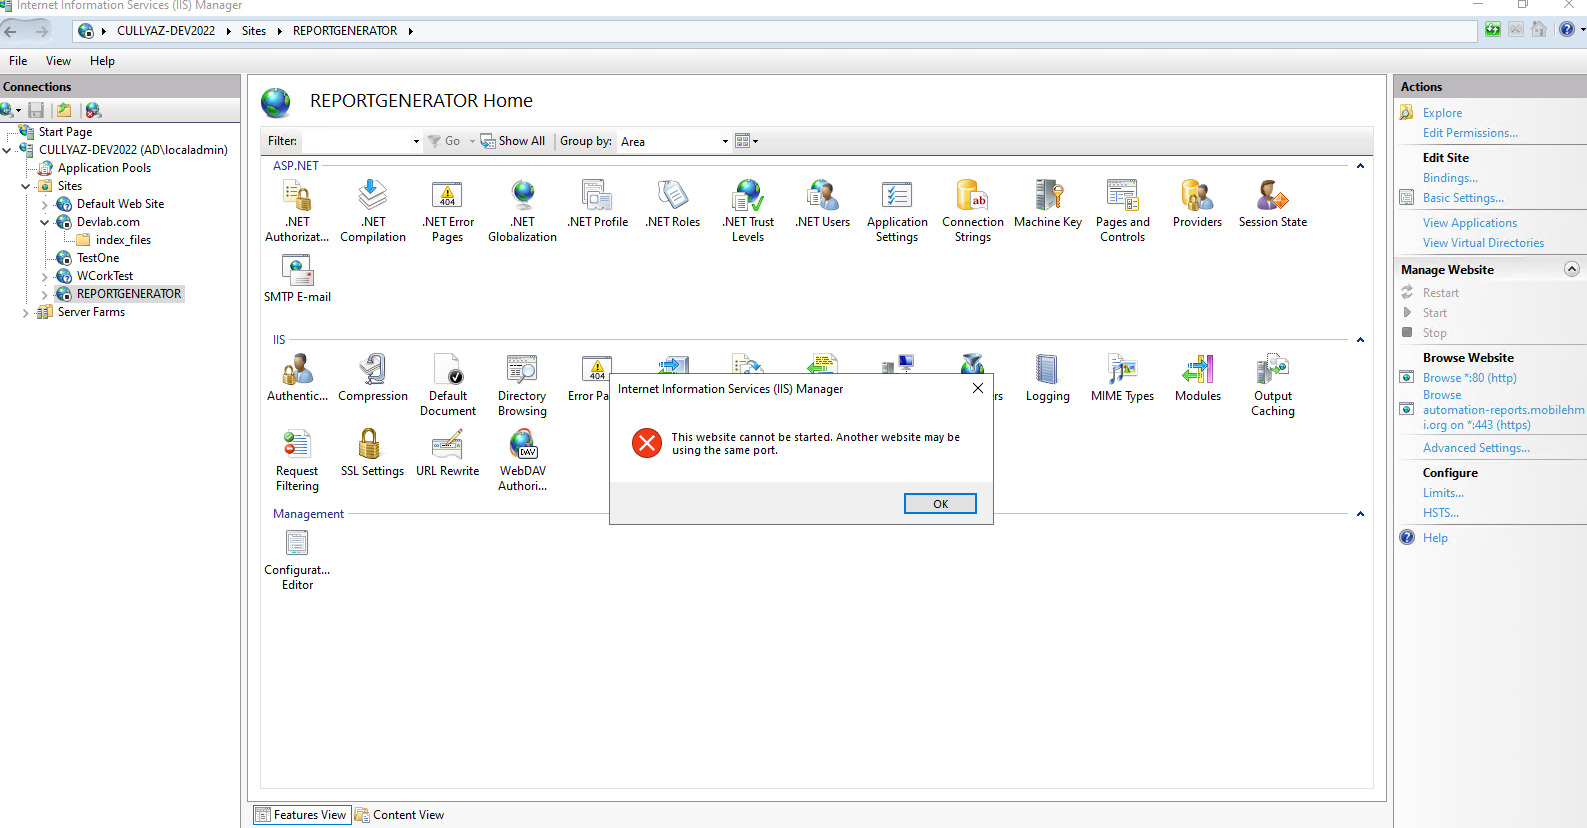 Internet Information Services (IIS) Manager
CULLYAZ-DEV2022 Sites REPORTGENERATOR
File View Help
Connections
Start Page
CULLYAZ-DEV2022 (AD\localadmin)
Application Pools
Sites
Default Web Site
Devlab.com
index_files
TestOne
WCorkTest
REPORTGENERATOR
Server Farms
REPORTGENERATOR Home
Filter: Go Show All Group by: Area
ASP.NET
.NET Authorizat...
.NET Compilation
.NET Error Pages
.NET Globalization
.NET Profile
.NET Roles
.NET Trust Levels
.NET Users
Application Settings
Connection Strings
Machine Key
Pages and Controls
Providers
Session State
SMTP E-mail
IIS
Authentic...
Compression
Default Document
Directory Browsing
Error Pa
rs
Logging
MIME Types
Modules
Output Caching
Request Filtering
SSL Settings
URL Rewrite
WebDAV Authori...
Management
Configurat... Editor
Internet Information Services (IIS) Manager
This website cannot be started. Another website may be
using the same port.
OK
Features View Content View
Actions
Explore
Edit Permissions...
Edit Site
Bindings...
Basic Settings...
View Applications
View Virtual Directories
Manage Website
Restart
Start
Stop
Browse Website
Browse *:80 (http)
Browse
automation-reports.mobilehm
i.org on *:443 (https)
Advanced Settings...
Configure
Limits...
HSTS...
Help